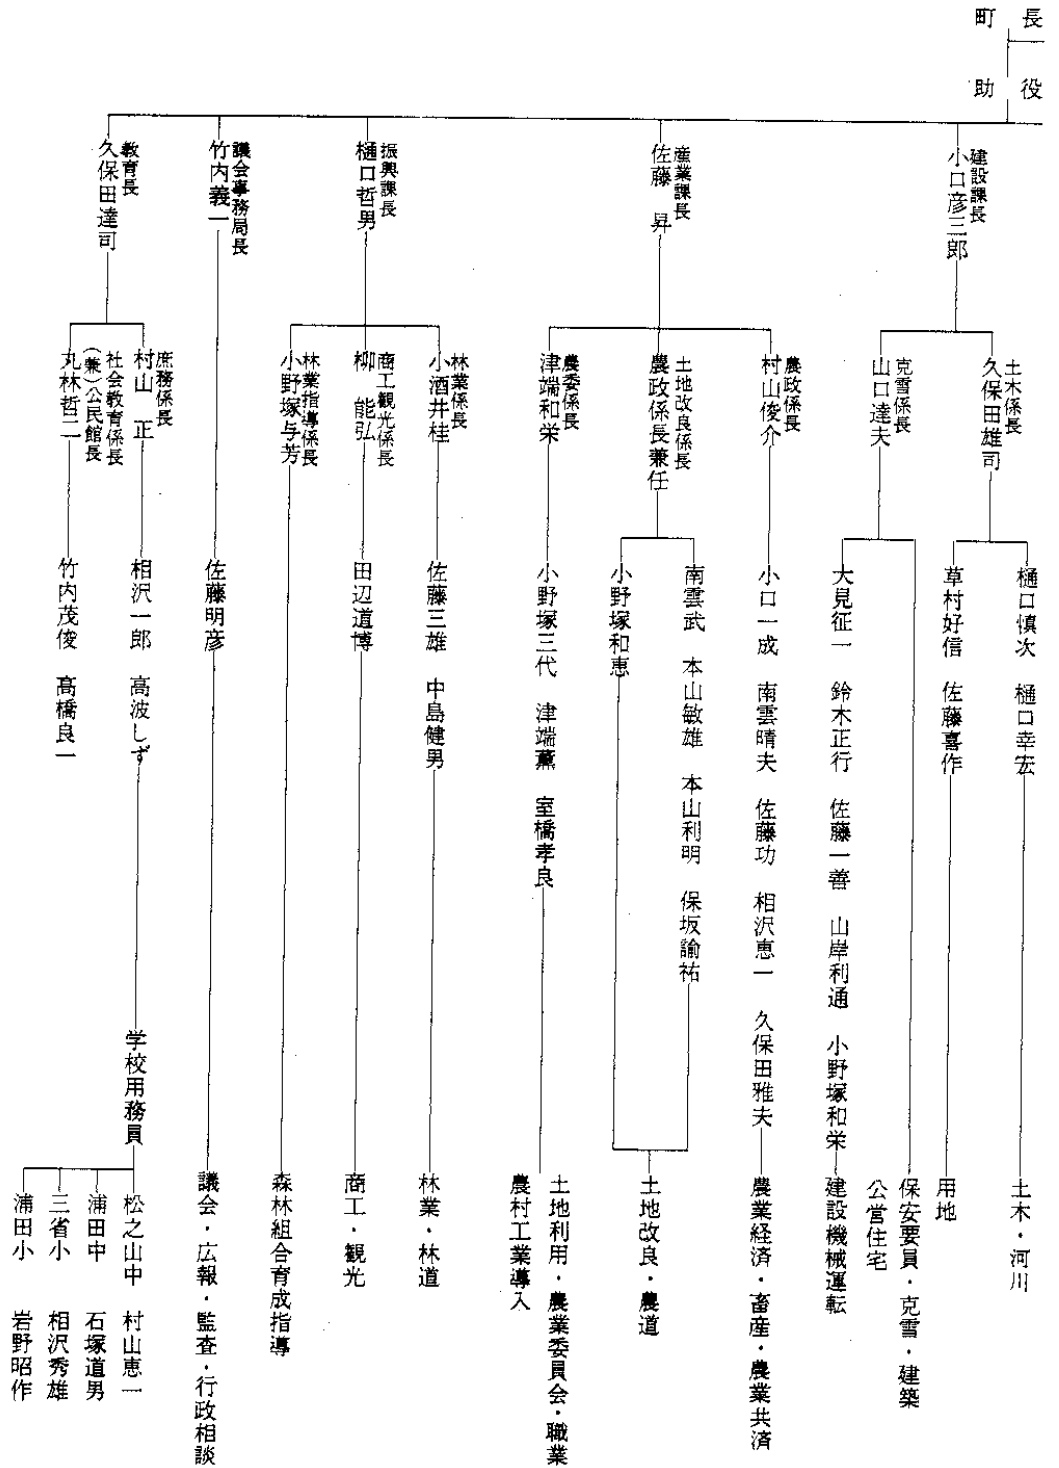 町長
助役
建設課長
小口彦三郎
土木係長
久保田雄司
樋口慎次 樋口幸宏
土木・河川
草村好信 佐藤喜作
用地
克雪係長
山口達夫
保安要員・克雪・建築
公営住宅
大見征一 鈴木正行 佐藤一善 山岸利通 小野塚和栄
建設機械運転
産業課長
佐藤 昇
農政係長
村山俊介
小口一成 南雲晴夫 佐藤功 相沢恵一 久保田雅夫
農業経済・畜産・農業共済
土地改良係長
農政係長兼任
南雲武 本山敏雄 本山利明 保坂諭祐
小野塚和恵
土地改良・農道
農委係長
津端和栄
小野塚三代 津端薫 室橋孝良
土地利用・農業委員会・職業
農村工業導入
振興課長
樋口哲男
林業係長
小酒井桂
佐藤三雄 中島健男
林業・林道
商工観光係長
柳 能弘
田辺道博
商工・観光
林業指導係長
小野塚与芳
森林組合育成指導
議会事務局長
竹内義一
佐藤明彦
議会・広報・監査・行政相談
教育長
久保田達司
庶務係長
村山 正
相沢一郎 高波しず
学校用務員
松之山中 村山恵一
浦田中 石塚道男
三省小 相沢秀雄
浦田小 岩野昭作
社会教育係長
(兼)公民館長
丸林哲二
竹内茂俊 高橋良一